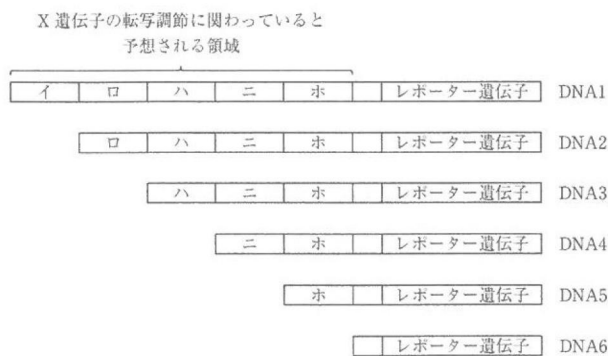 X 遺伝子の転写調節に関わっていると
予想される領域
イ ロ ハ ニ ホ レポーター遺伝子 DNA1
ロ ハ ニ ホ レポーター遺伝子 DNA2
ハ ニ ホ レポーター遺伝子 DNA3
ニ ホ レポーター遺伝子 DNA4
ホ レポーター遺伝子 DNA5
レポーター遺伝子 DNA6